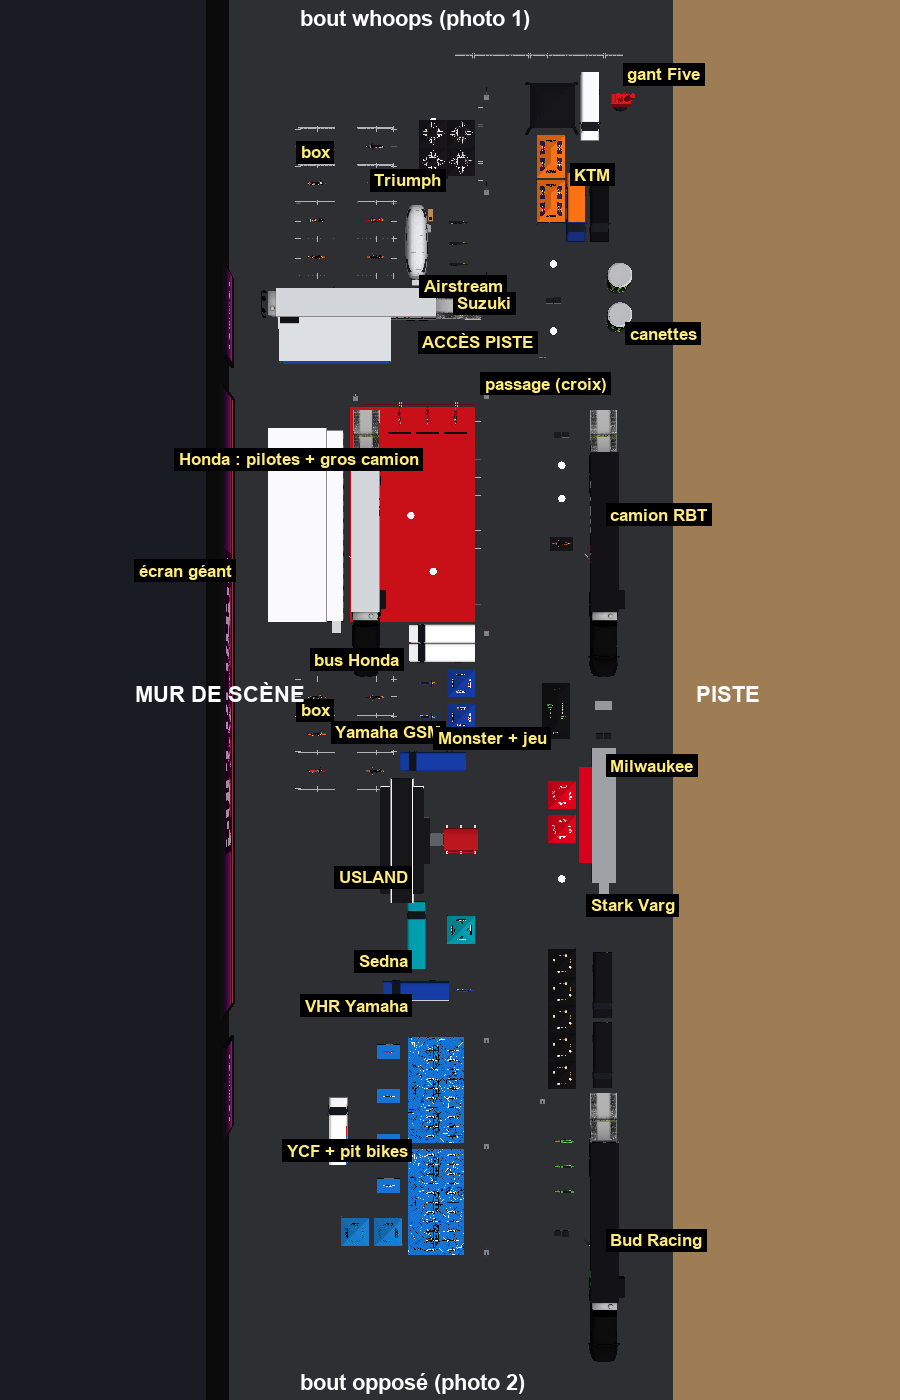 bout whoops (photo 1)
gant Five
box
KTM
Triumph
Airstream
Suzuki
canettes
ACCÈS PISTE
passage (croix)
Honda : pilotes + gros camion
camion RBT
écran géant
bus Honda
MUR DE SCÈNE
PISTE
box
Yamaha GSM
Monster + jeu
Milwaukee
USLAND
Stark Varg
Sedna
VHR Yamaha
YCF + pit bikes
Bud Racing
bout opposé (photo 2)